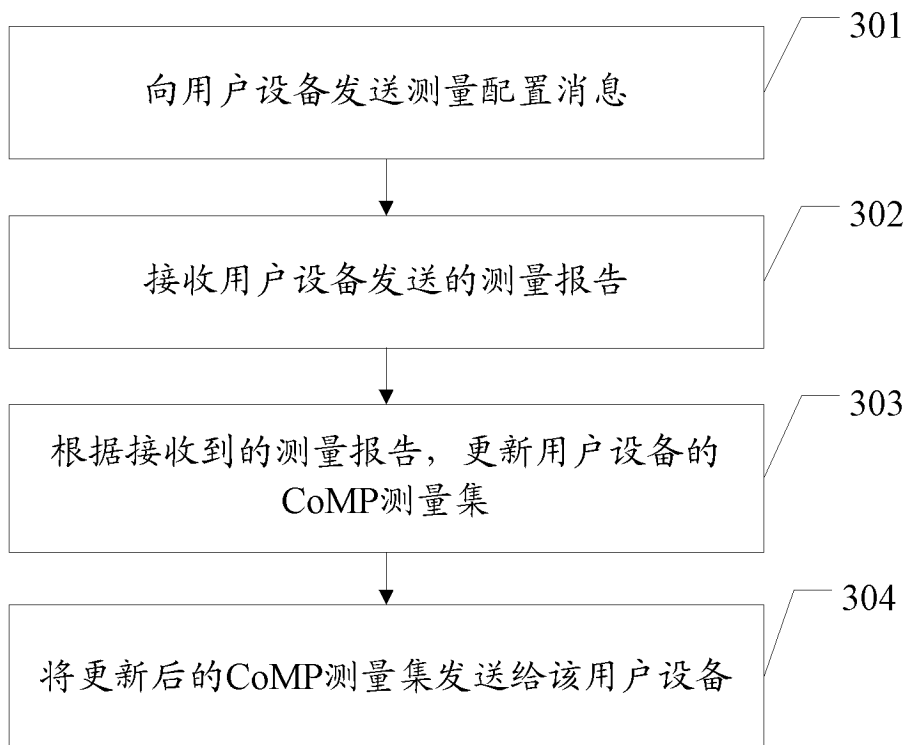 301
向用户设备发送测量配置消息
302
接收用户设备发送的测量报告
303
根据接收到的测量报告，更新用户设备的
CoMP测量集
304
将更新后的CoMP测量集发送给该用户设备